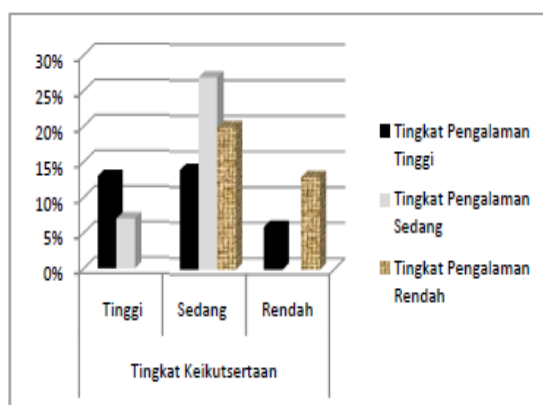 30%
25%
20%
15%
10%
5%
0%
Tinggi
Sedang
Rendah
Tingkat Keikutsertaan
Tingkat Pengalaman
Tinggi
Tingkat Pengalaman
Sedang
Tingkat Pengalaman
Rendah